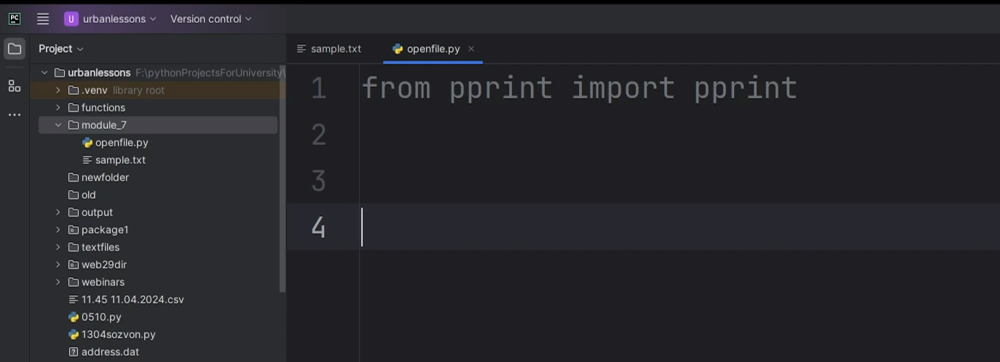 PC
U urbanlessons Version control
Project
sample.txt openfile.py
urbanlessons F:\pythonProjectsForUniversity\
.venv library root
functions
module_7
openfile.py
sample.txt
newfolder
old
output
package1
textfiles
web29dir
webinars
11.45 11.04.2024.csv
0510.py
1304sozvon.py
address.dat
1 from pprint import pprint
2
3
4